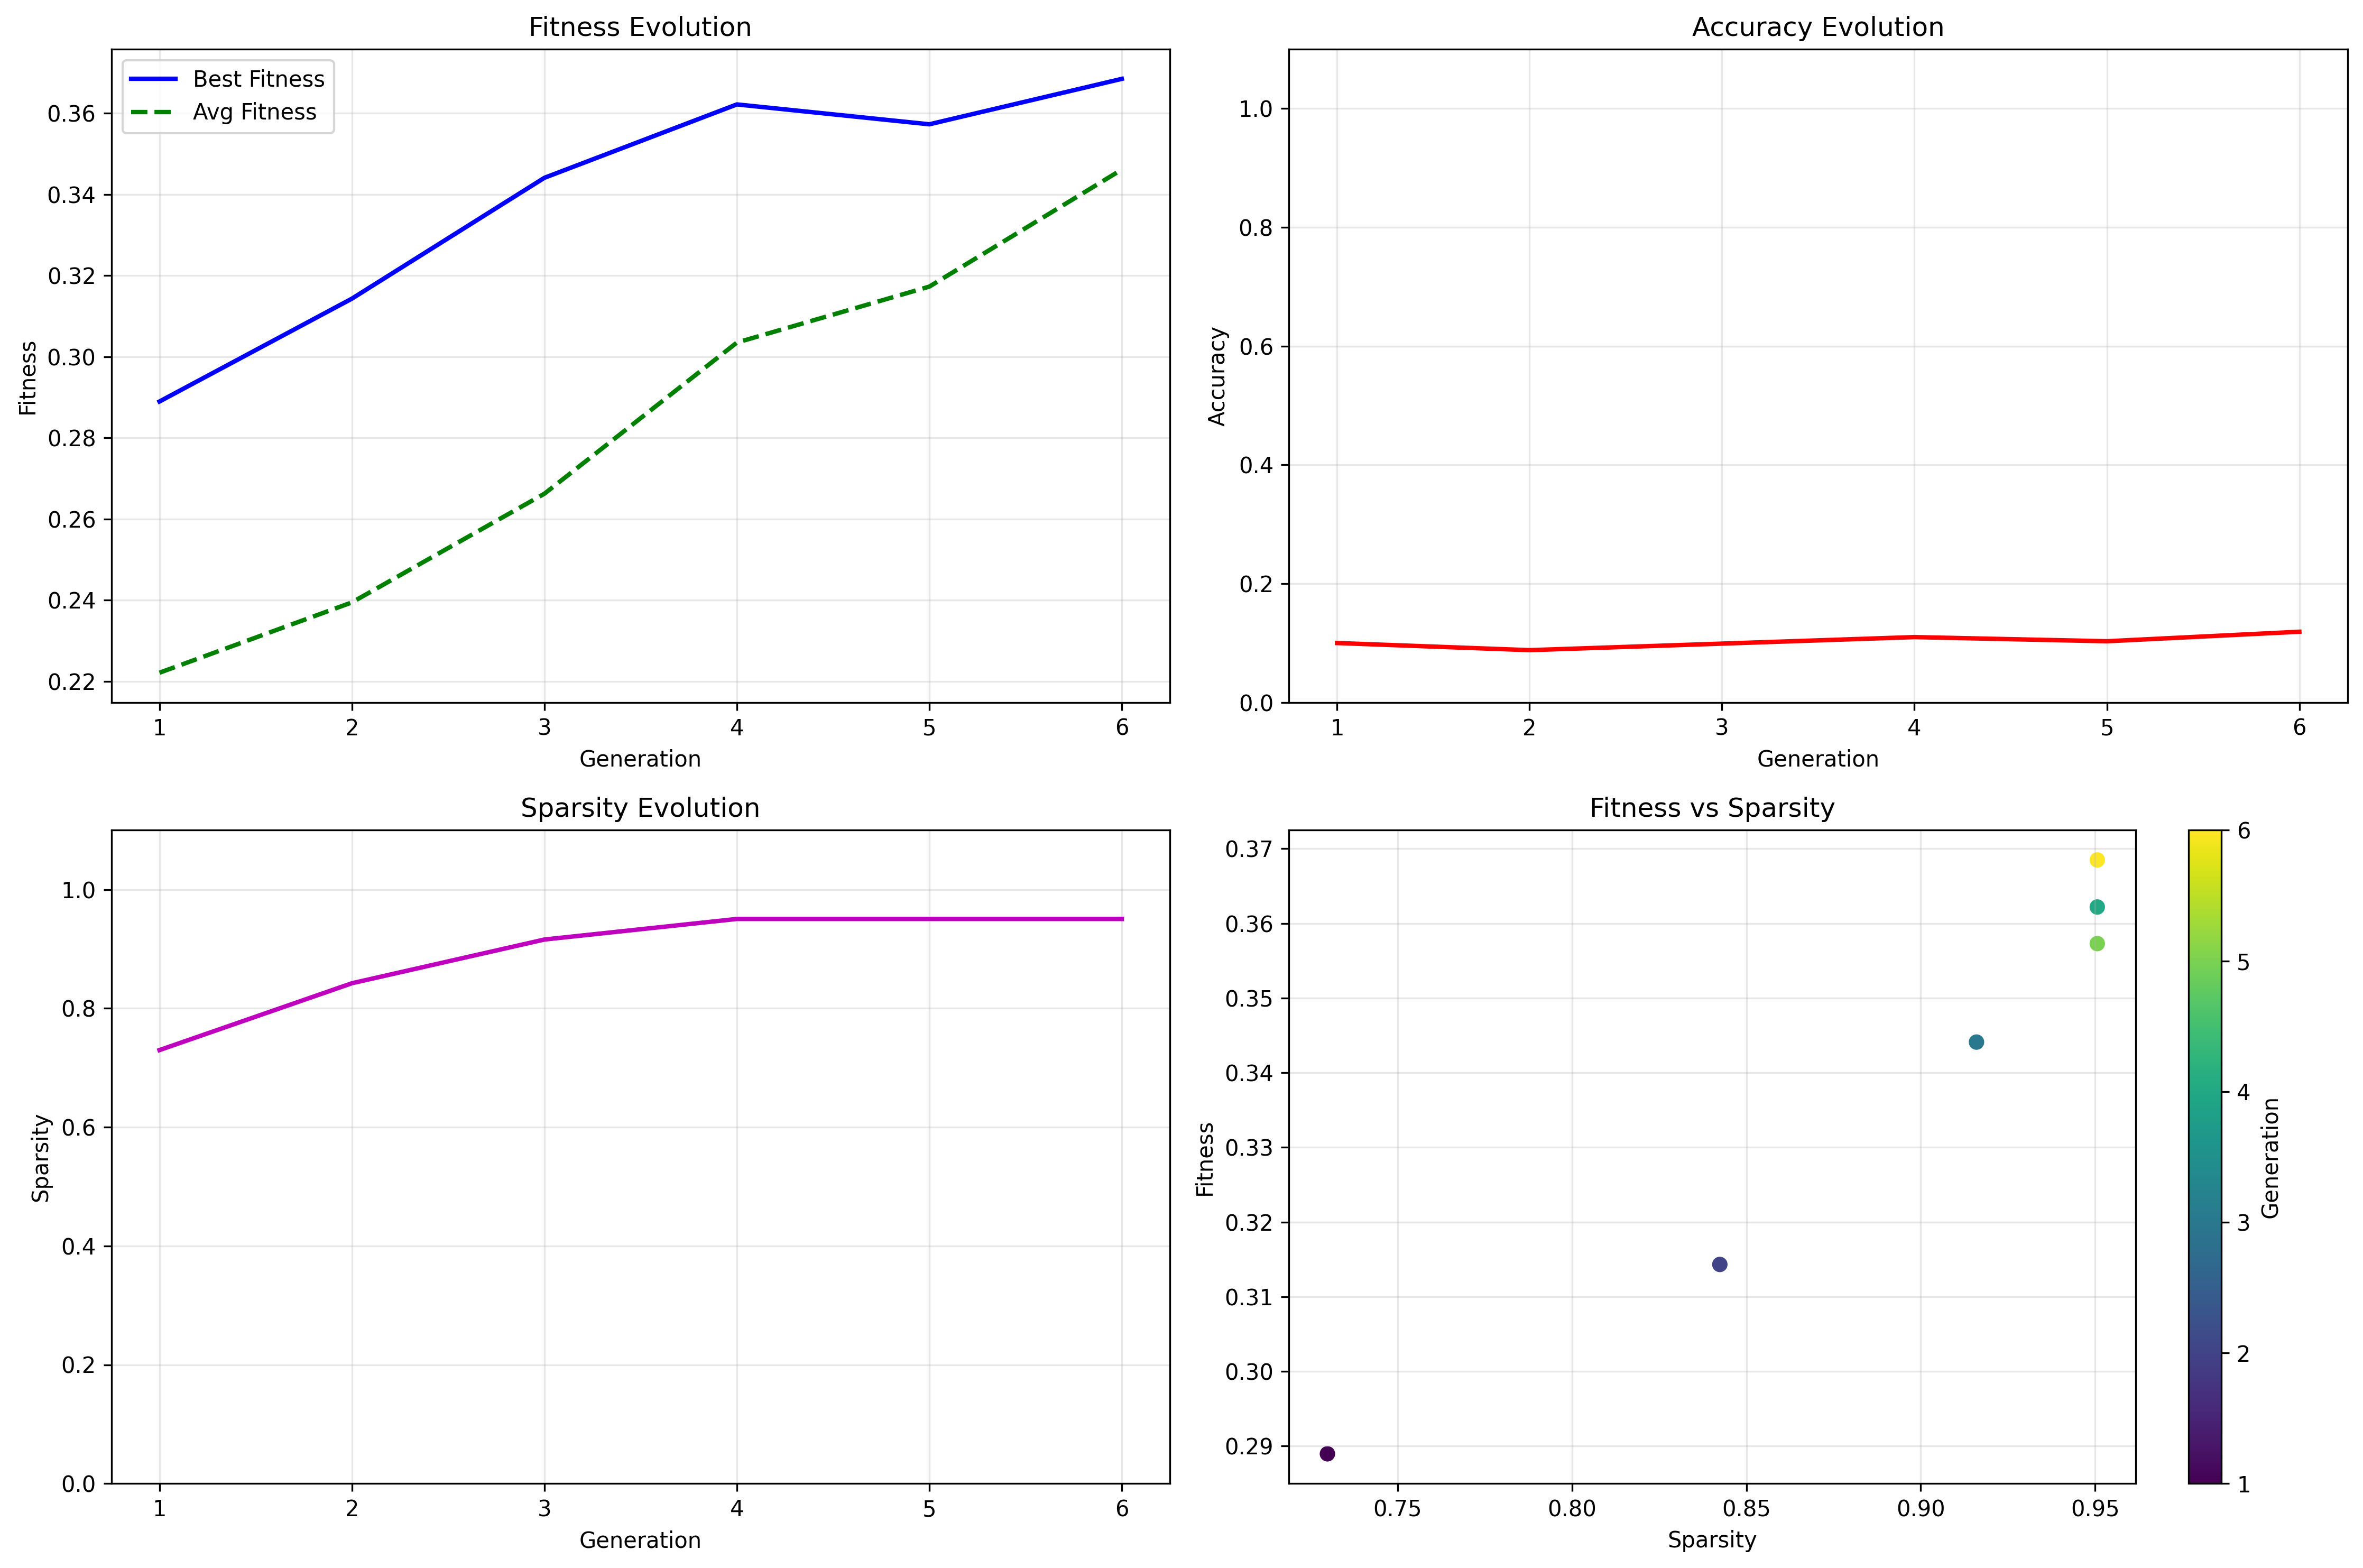 Fitness Evolution
Best Fitness
Avg Fitness
Fitness
0.36
0.34
0.32
0.30
0.28
0.26
0.24
0.22
1 2 3 4 5 6
Generation
Accuracy Evolution
Accuracy
1.0
0.8
0.6
0.4
0.2
0.0
1 2 3 4 5 6
Generation
Sparsity Evolution
Sparsity
1.0
0.8
0.6
0.4
0.2
0.0
1 2 3 4 5 6
Generation
Fitness vs Sparsity
Fitness
0.37
0.36
0.35
0.34
0.33
0.32
0.31
0.30
0.29
0.75 0.80 0.85 0.90 0.95
Sparsity
6
5
4
3
2
1
Generation